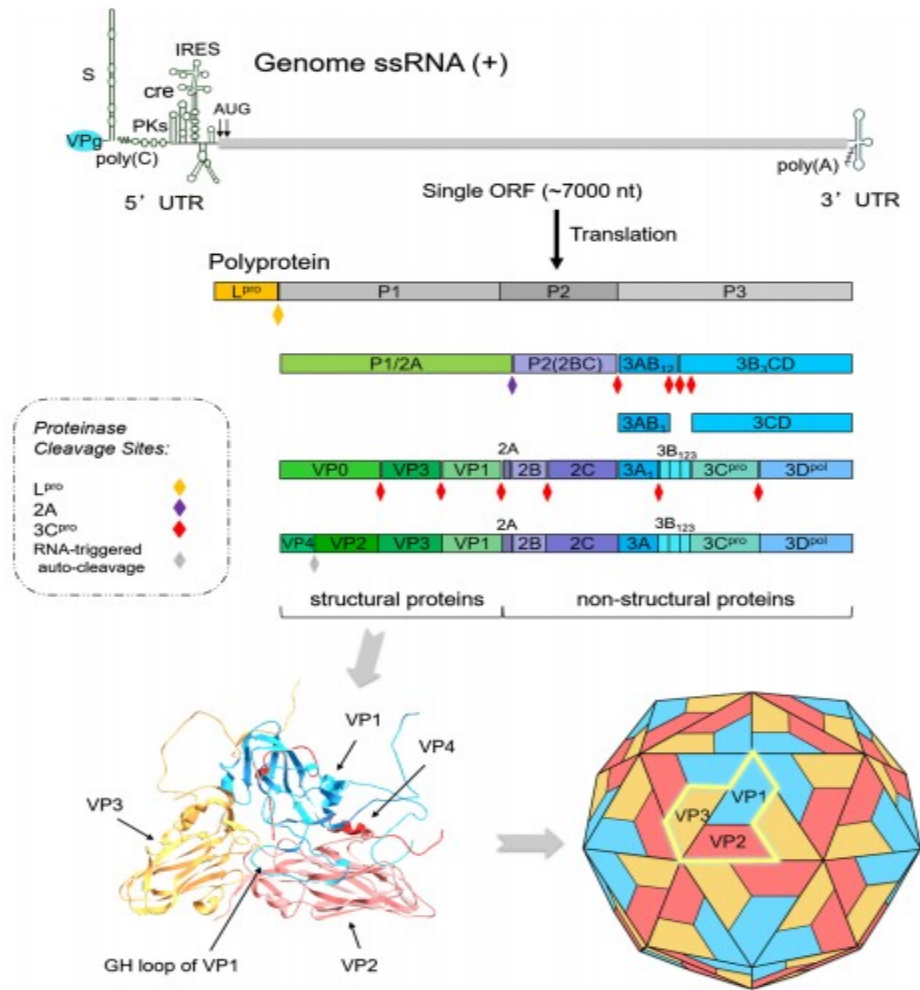 IRES
Genome ssRNA (+)
S
cre
AUG
PKs
VPg
poly(C)
poly(A)
5' UTR
Single ORF (~7000 nt)
3' UTR
Translation
Polyprotein
Lpro
P1
P2
P3
P1/2A
P2(2BC)
3AB12
3B3CD
3AB1
3CD
Proteinase
Cleavage Sites:
Lpro
2A
3Cpro
RNA-triggered
auto-cleavage
2A
3B123
VP0
VP3
VP1
2B
2C
3A1
3Cpro
3Dpol
2A
3B123
VP4
VP2
VP3
VP1
2B
2C
3A
3Cpro
3Dpol
structural proteins
non-structural proteins
VP1
VP4
VP3
GH loop of VP1
VP2
VP1
VP3
VP2